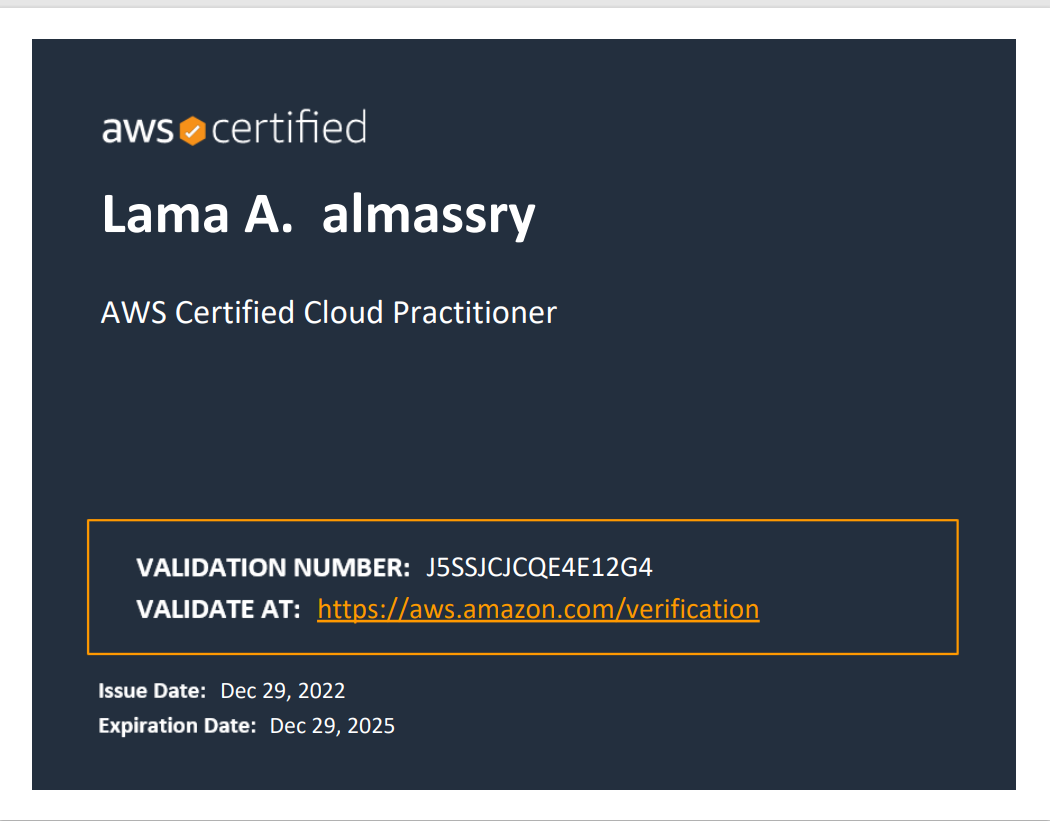 aws certified
Lama A. almassry
AWS Certified Cloud Practitioner
VALIDATION NUMBER: J5SSJCJCQE4E12G4
VALIDATE AT: https://aws.amazon.com/verification
Issue Date: Dec 29, 2022
Expiration Date: Dec 29, 2025